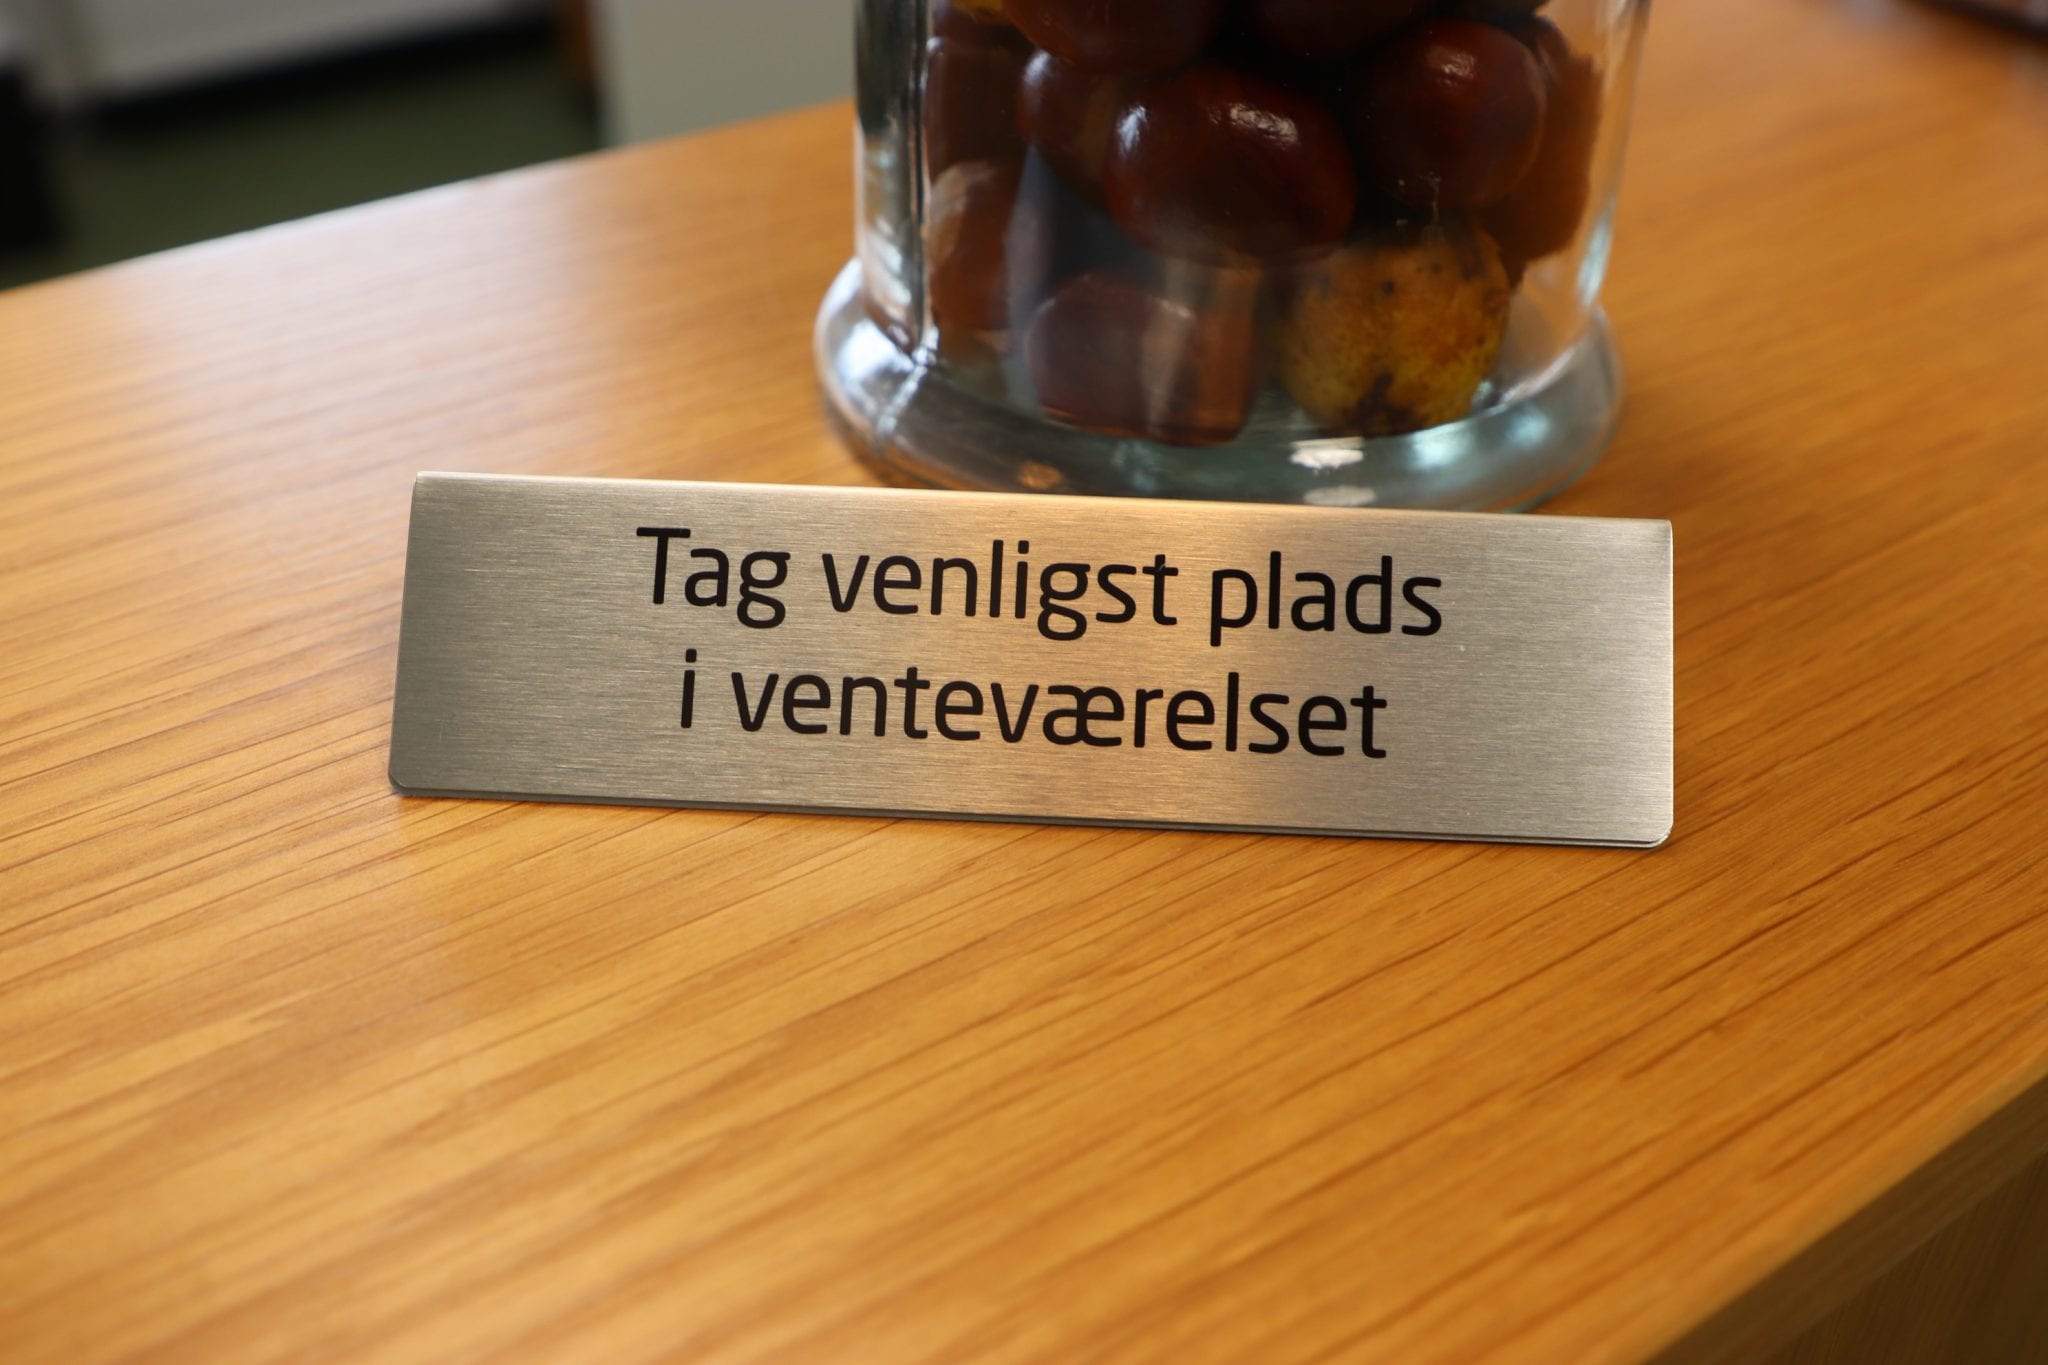 Tag venligst plads
i venteværelset